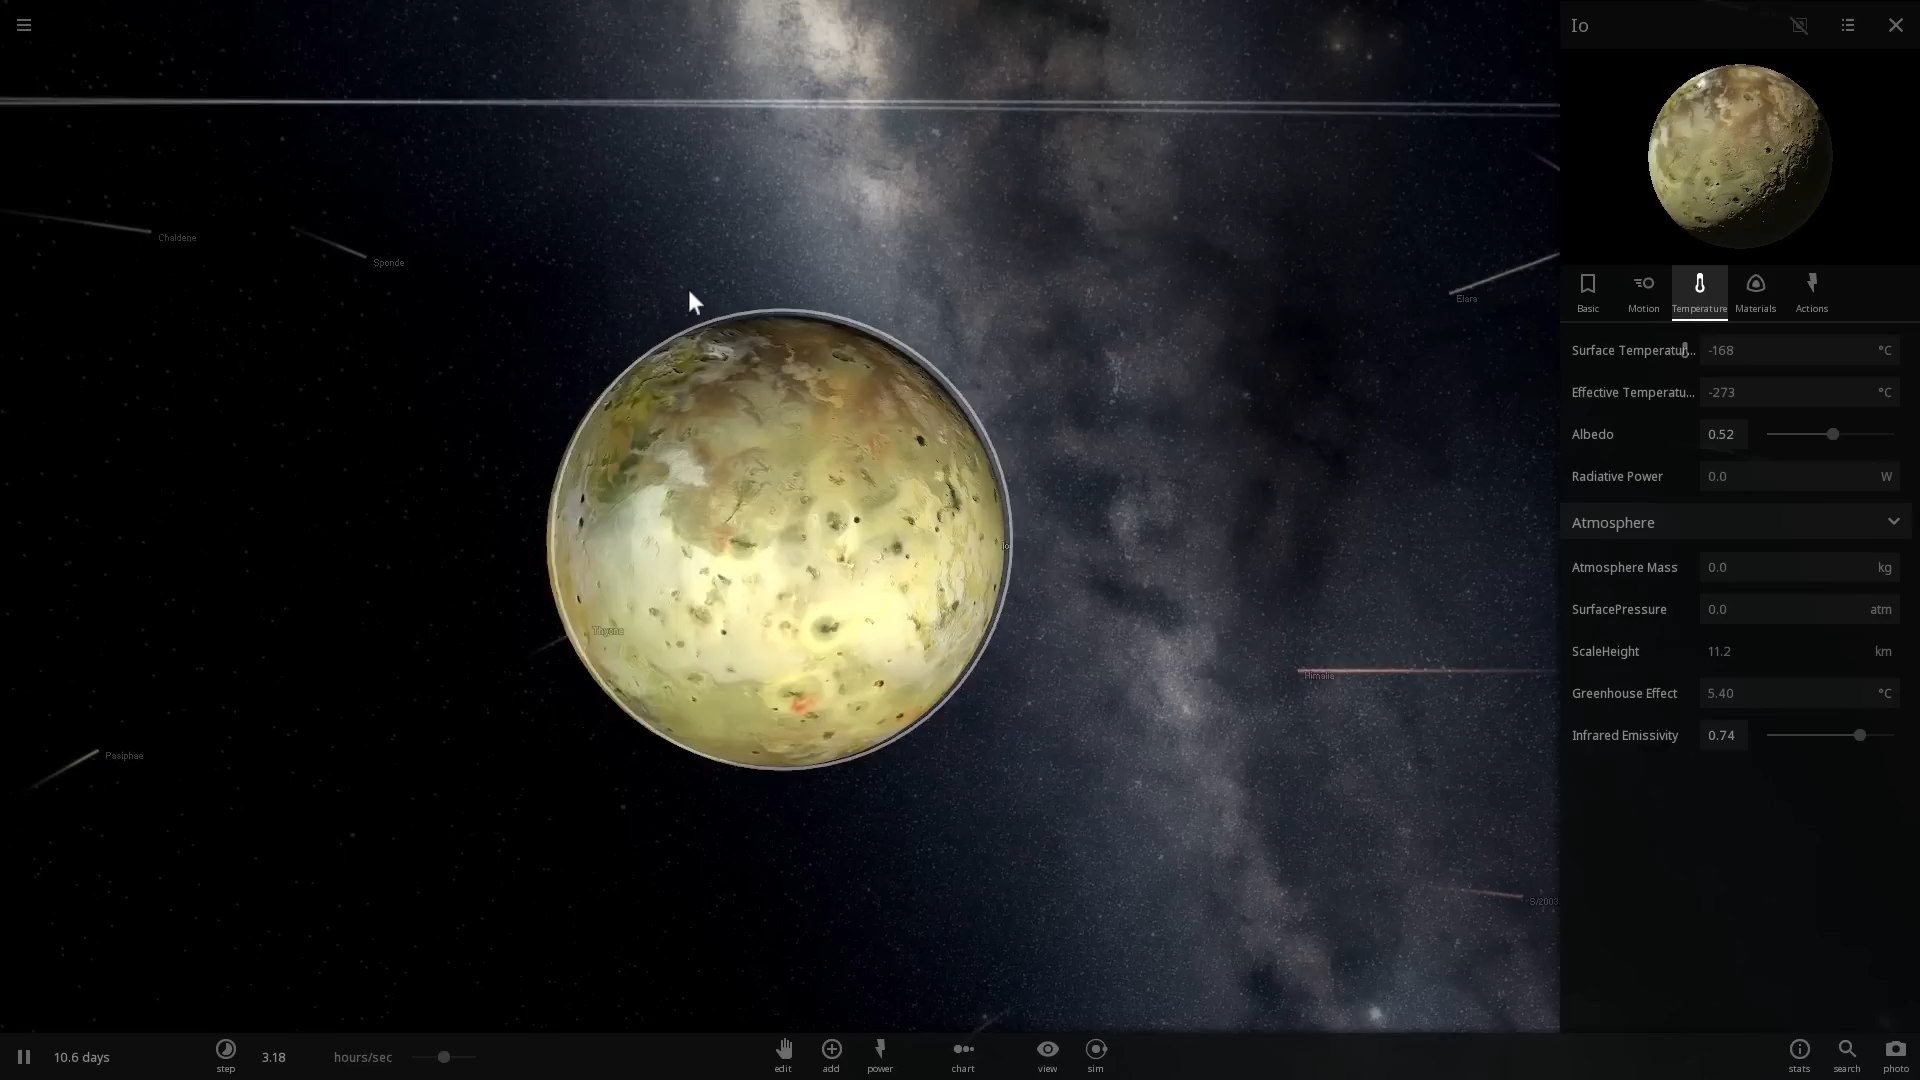 Io
Chaldene
Sponde
Elara
Basic
Motion
Temperature
Materials
Actions
Surface Temperatur... -168 °C
Effective Temperatu... -273 °C
Albedo 0.52
Radiative Power 0.0 W
Atmosphere
Io
Atmosphere Mass 0.0 kg
SurfacePressure 0.0 atm
Thyone
ScaleHeight 11.2 km
Himalia
Greenhouse Effect 5.40 °C
Infrared Emissivity 0.74
Pasiphae
S/2003
10.6 days
step
3.18 hours/sec
edit
add
power
chart
view
sim
stats
search
photo